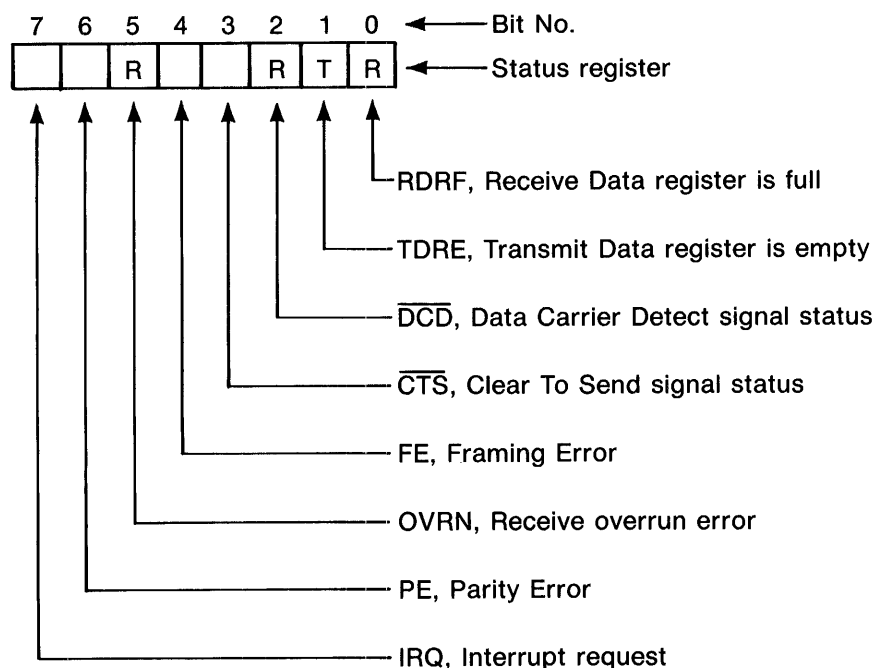 7 6 5 4 3 2 1 0 Bit No.
R R T R Status register
RDRF, Receive Data register is full
TDRE, Transmit Data register is empty
D̅C̅D̅, Data Carrier Detect signal status
C̅T̅S̅, Clear To Send signal status
FE, Framing Error
OVRN, Receive overrun error
PE, Parity Error
IRQ, Interrupt request